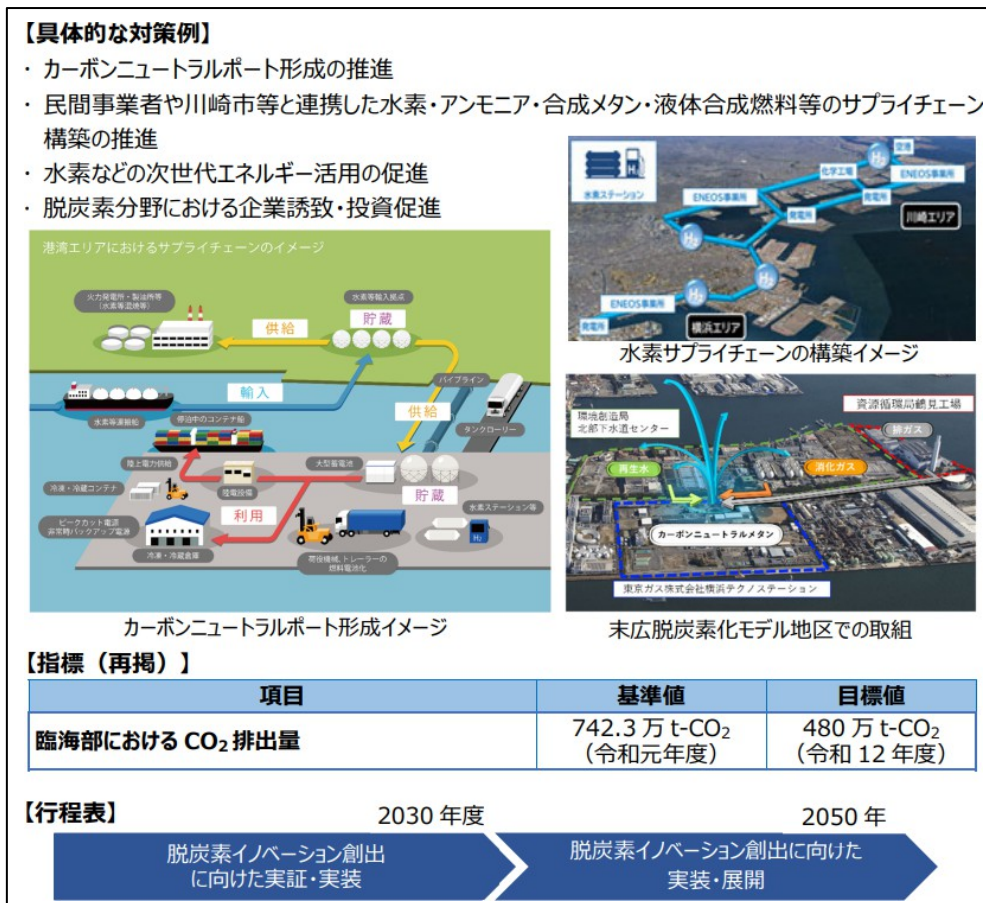 【具体的な対策例】
・ カーボンニュートラルポート形成の推進
・ 民間事業者や川崎市等と連携した水素・アンモニア・合成メタン・液体合成燃料等のサプライチェーン
構築の推進
・ 水素などの次世代エネルギー活用の促進
・ 脱炭素分野における企業誘致・投資促進
水素ステーション
空港
H2
化学工場
ENEOS事業所
ENEOS事業所
発電所
発電所
川崎エリア
H2
H2
ENEOS事業所
発電所
横浜エリア
水素サプライチェーンの構築イメージ
港湾エリアにおけるサプライチェーンのイメージ
火力発電所・製油所等
(水素等混焼等)
水素等輸入拠点
貯蔵
供給
パイプライン
輸入
水素等運搬船
停泊中のコンテナ船
供給
タンクローリー
陸上電力供給
大型蓄電池
冷凍・冷蔵コンテナ
陸電設備
貯蔵
利用
水素ステーション等
ピークカット電源
非常時バックアップ電源
H2
冷凍・冷蔵倉庫
荷役機械、トレーラーの
燃料電池化
カーボンニュートラルポート形成イメージ
環境創造局
北部下水道センター
資源循環局鶴見工場
排ガス
再生水
消化ガス
カーボンニュートラルメタン
東京ガス株式会社横浜テクノステーション
末広脱炭素化モデル地区での取組
【指標（再掲）】
項目 基準値 目標値
臨海部における CO2 排出量 742.3 万 t-CO2 480 万 t-CO2
（令和元年度） （令和 12 年度）
【行程表】 2030 年度 2050 年
脱炭素イノベーション創出
に向けた実証・実装
脱炭素イノベーション創出に向けた
実装・展開